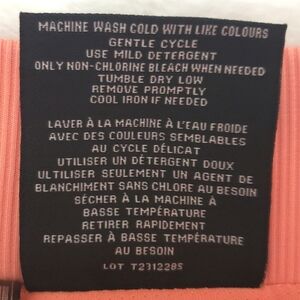 MACHINE WASH COLD WITH LIKE COLOURS
GENTLE CYCLE
USE MILD DETERGENT
ONLY NON-CHLORINE BLEACH WHEN NEEDED
TUMBLE DRY LOW
REMOVE PROMPTLY
COOL IRON IF NEEDED
LAVER À LA MACHINE À L'EAU FROIDE
AVEC DES COULEURS SEMBLABLES
AU CYCLE DÉLICAT
UTILISER UN DÉTERGENT DOUX
ULTILISER SEULEMENT UN AGENT DE
BLANCHIMENT SANS CHLORE AU BESOIN
SÉCHER À LA MACHINE À
BASSE TEMPÉRATURE
RETIRER RAPIDEMENT
REPASSER À BASSE TEMPÉRATURE
AU BESOIN
LOT T2312285